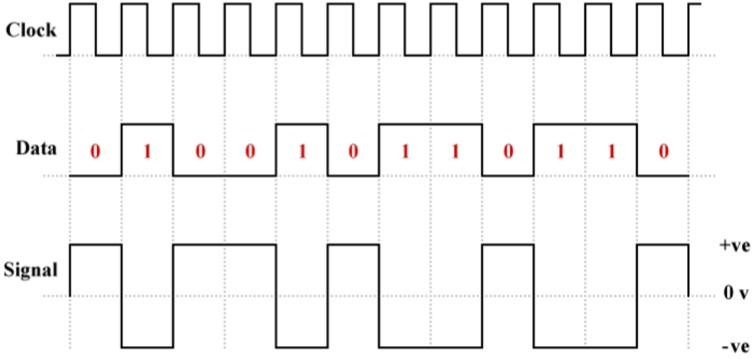 Clock
Data 0 1 0 0 1 0 1 1 0 1 1 0
+ve
Signal
0 v
-ve